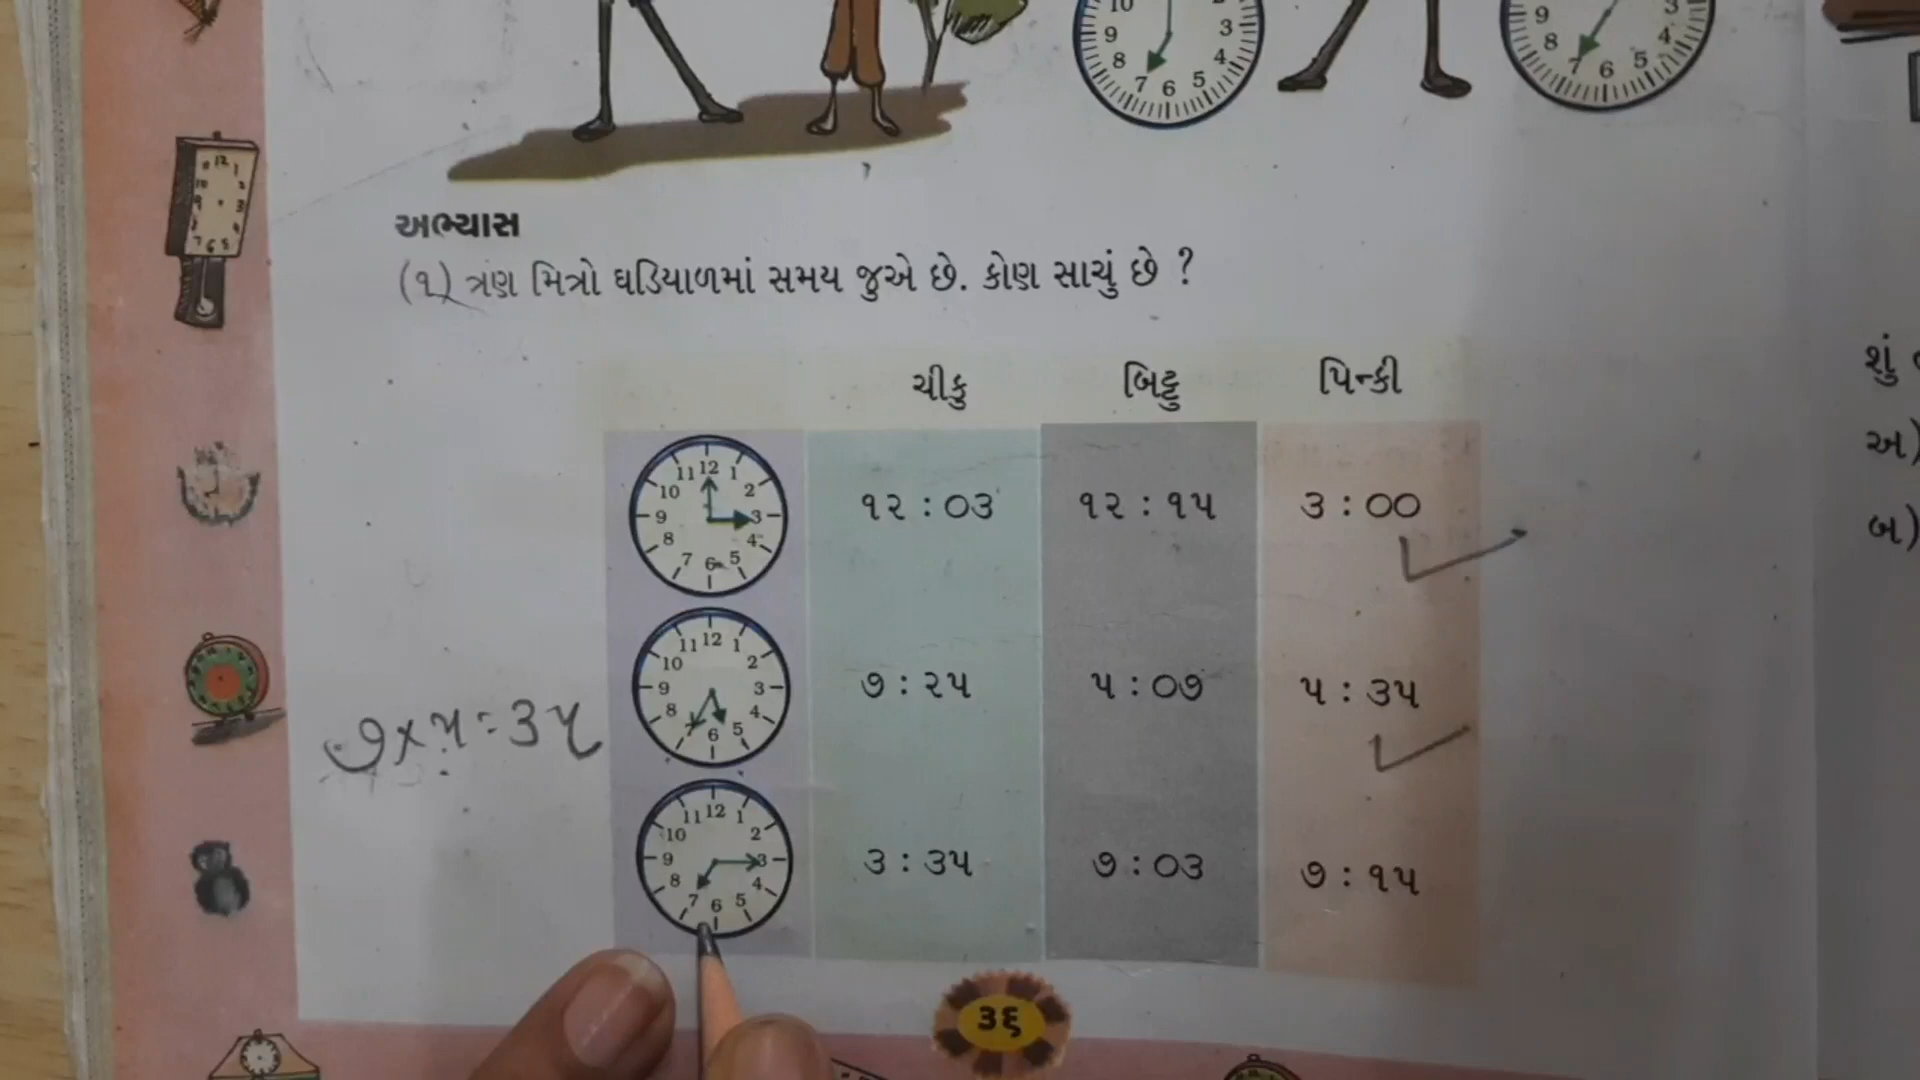 અભ્યાસ
(૧) ત્રણ મિત્રો ઘડિયાળમાં સમય જુએ છે. કોણ સાચું છે ?
ચીકુ બિટ્ટુ પિન્કી
૧૨ : ૦૩ ૧૨ : ૧૫ ૩ : ૦૦
૭ : ૨૫ ૫ : ૦૭ ૫ : ૩૫
૭×૫=૩૫
૩ : ૩૫ ૭ : ૦૩ ૭ : ૧૫
૩૬
શું
અ)
બ)